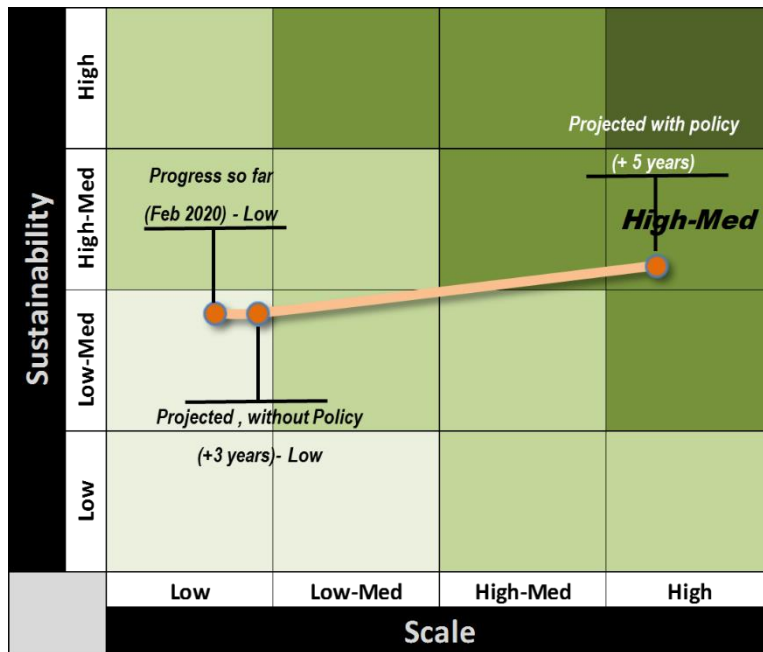 Sustainability
High
High-Med
Low-Med
Low
Projected with policy
(+ 5 years)
High-Med
Progress so far
(Feb 2020) - Low
Projected , without Policy
(+3 years)- Low
Low
Low-Med
High-Med
High
Scale